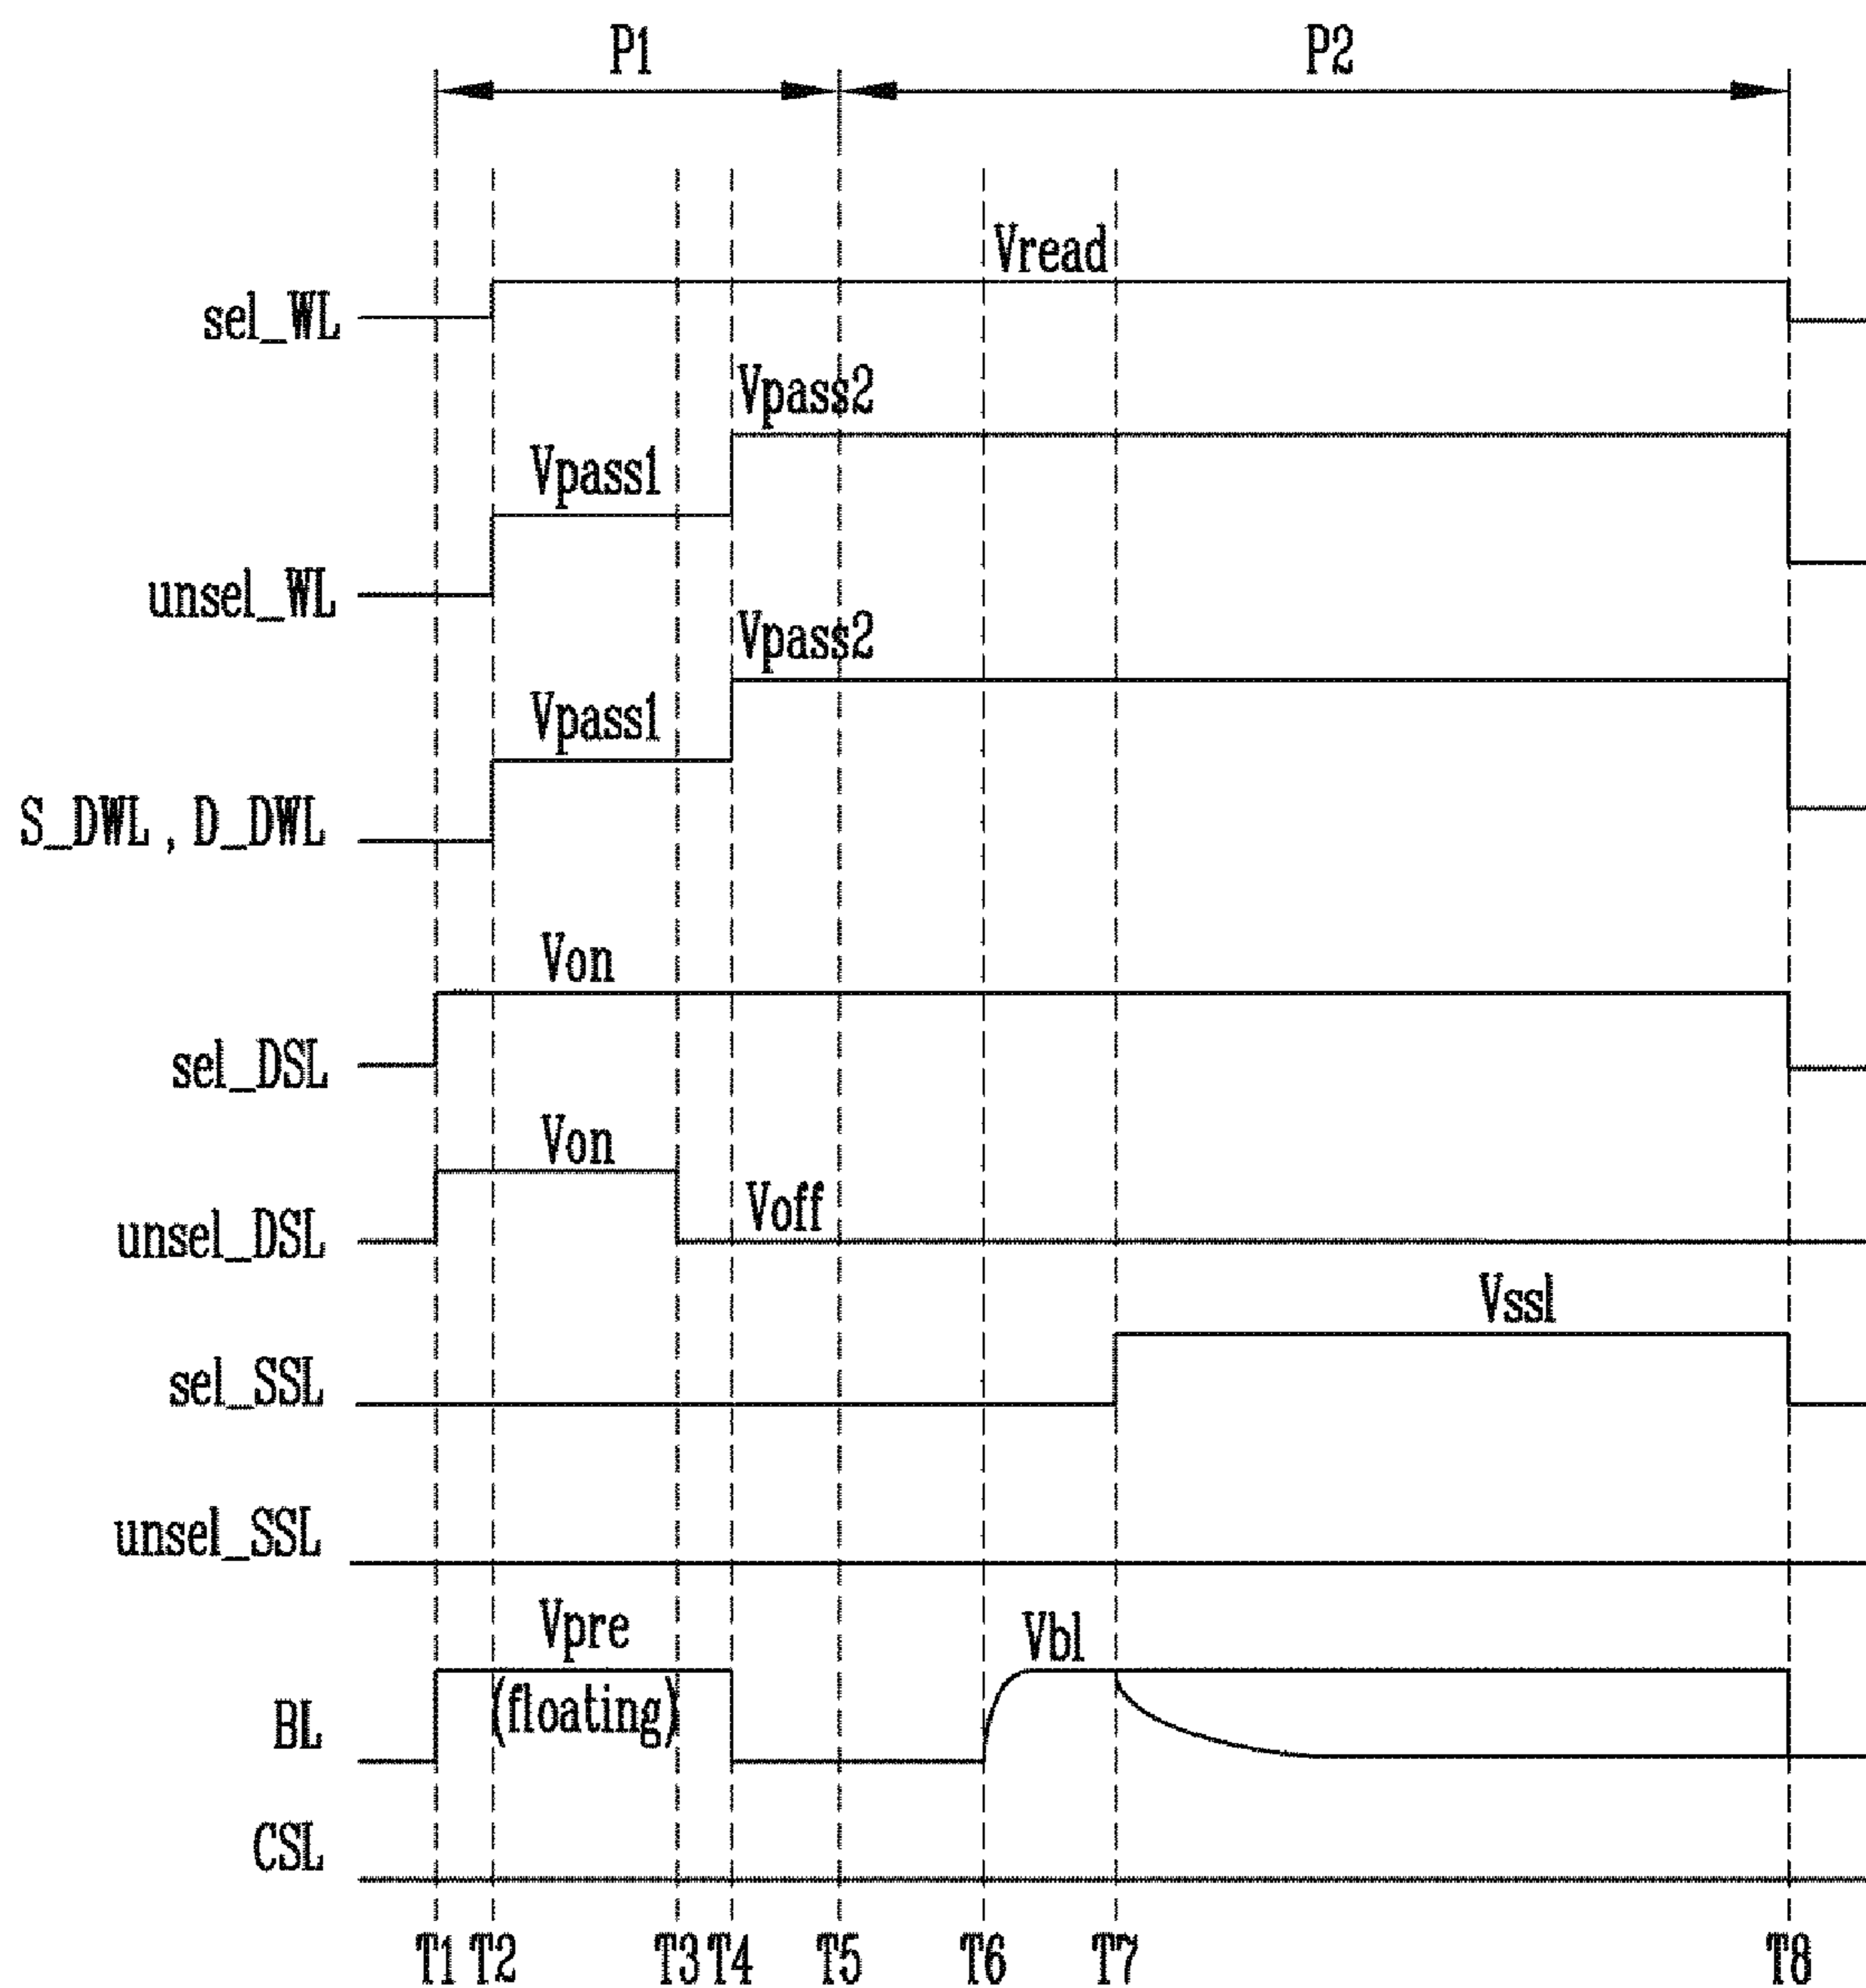 P1 P2
Vread
sel_WL
Vpass2
Vpass1
unsel_WL
Vpass2
Vpass1
S_DWL , D_DWL
Von
sel_DSL
Von
Voff
unsel_DSL
Vssl
sel_SSL
unsel_SSL
Vpre
Vbl
(floating)
BL
CSL
T1 T2 T3 T4 T5 T6 T7 T8